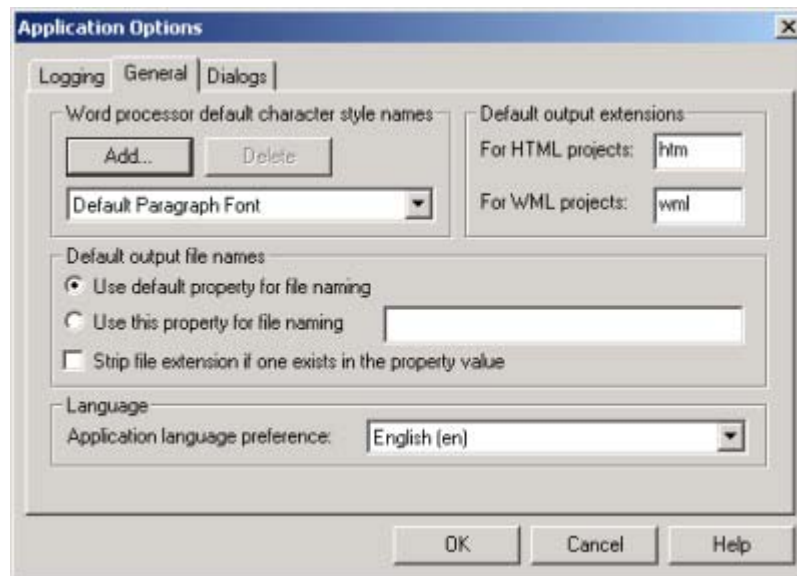 Application Options
Logging General Dialogs
Word processor default character style names
Add... Delete
Default Paragraph Font
Default output extensions
For HTML projects: htm
For WML projects: wml
Default output file names
Use default property for file naming
Use this property for file naming
Strip file extension if one exists in the property value
Language
Application language preference: English (en)
OK Cancel Help